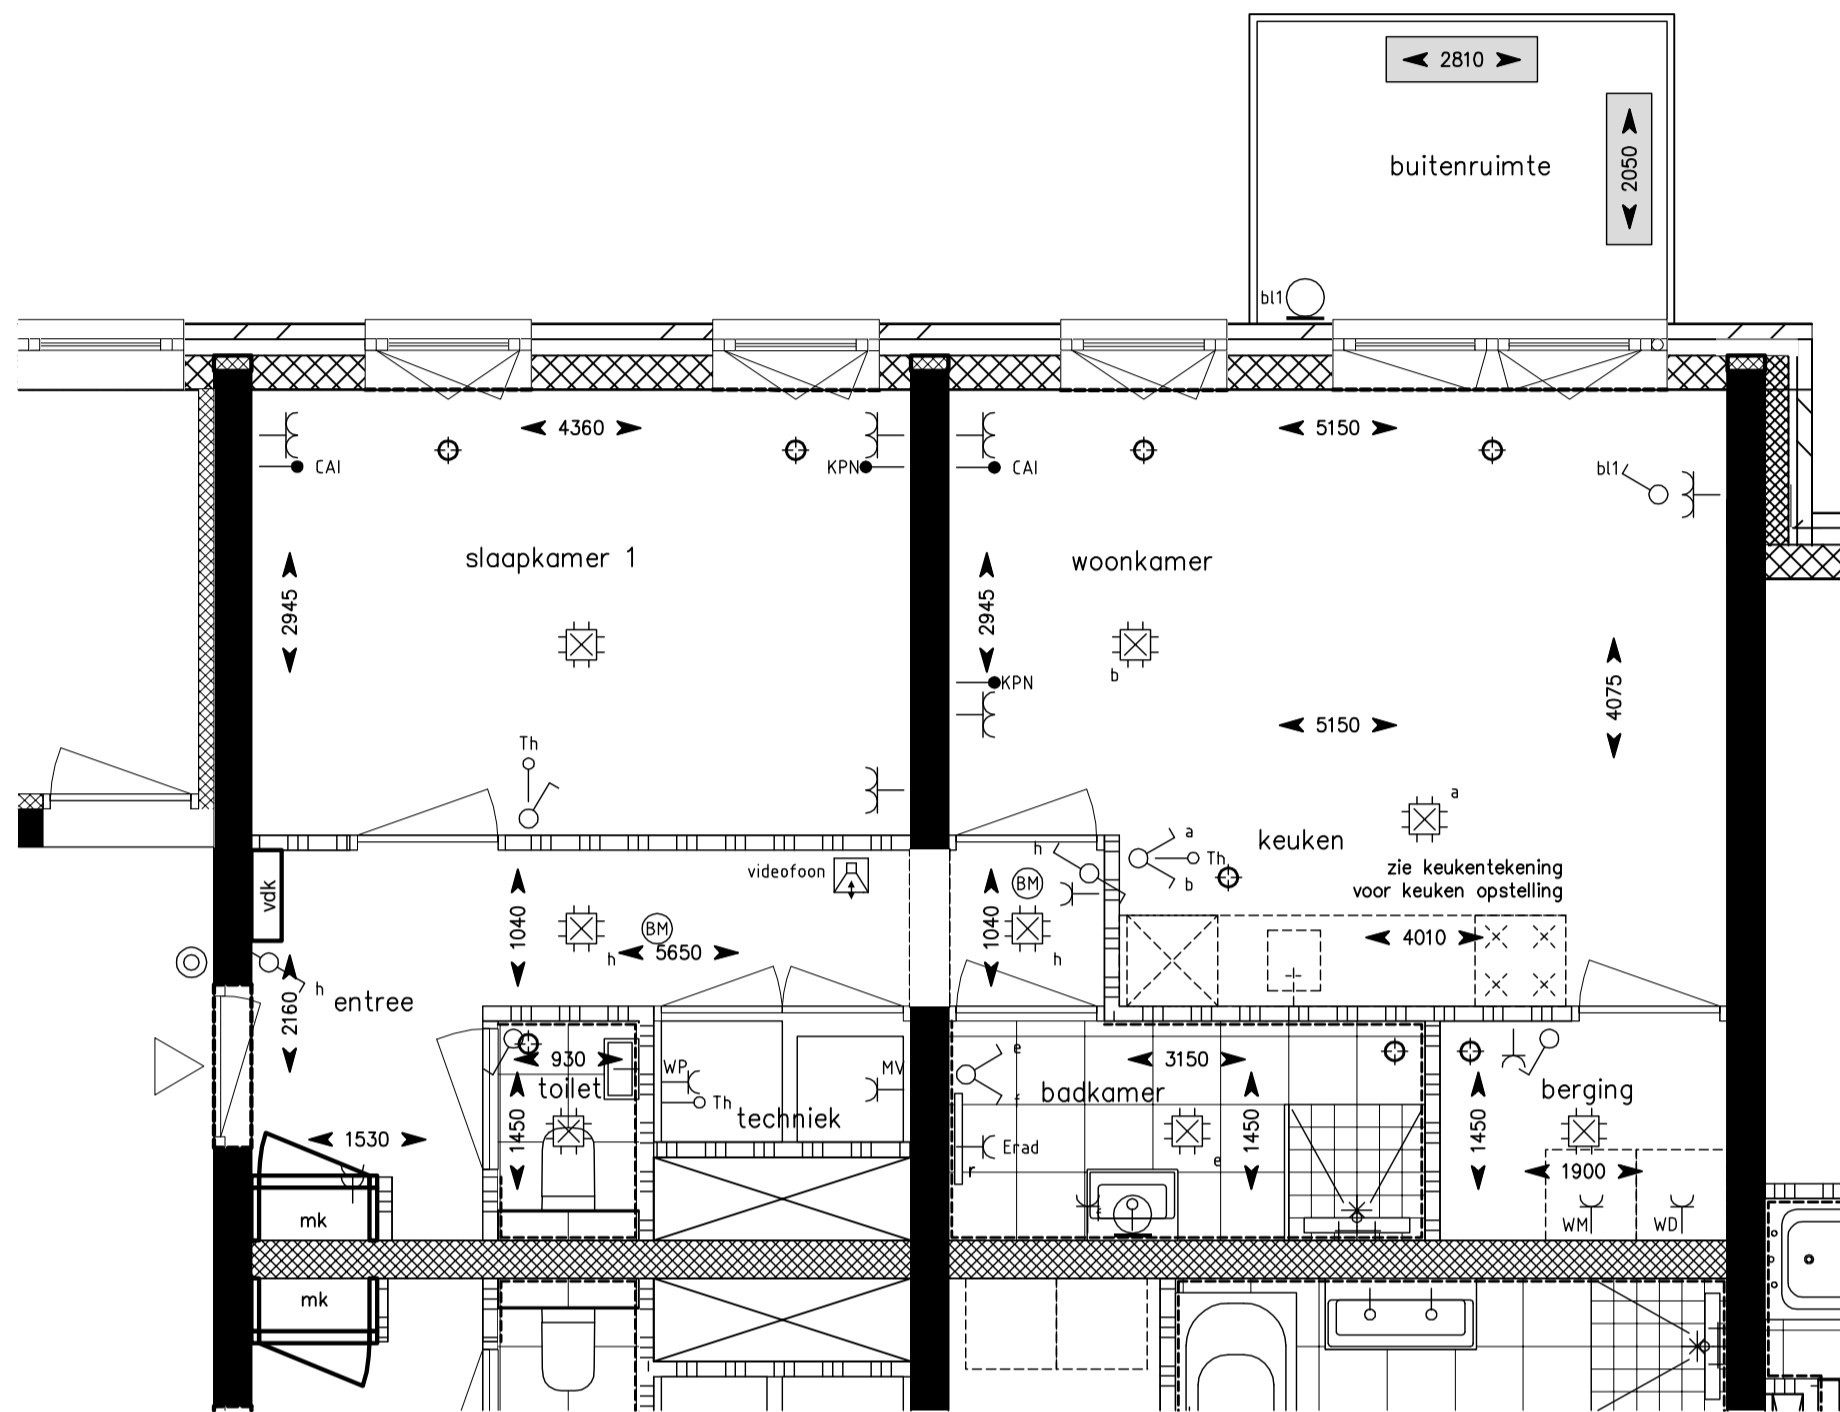 2810
2050
buitenruimte
bl1
4360
5150
CAI
KPN
CAI
bl1
slaapkamer 1
woonkamer
2945
2945
b
KPN
4075
5150
Th
a
keuken
a
Th
b
zie keukentekening
voor keuken opstelling
videofoon
h
BM
vdk
1040
BM
h
5650
1040
h
4010
h
entree
2160
930
toilet
1450
WP
Th
MV
techniek
e
f
3150
badkamer
1450
Erad
r
e
f
berging
1450
1900
WM
WD
1530
mk
mk